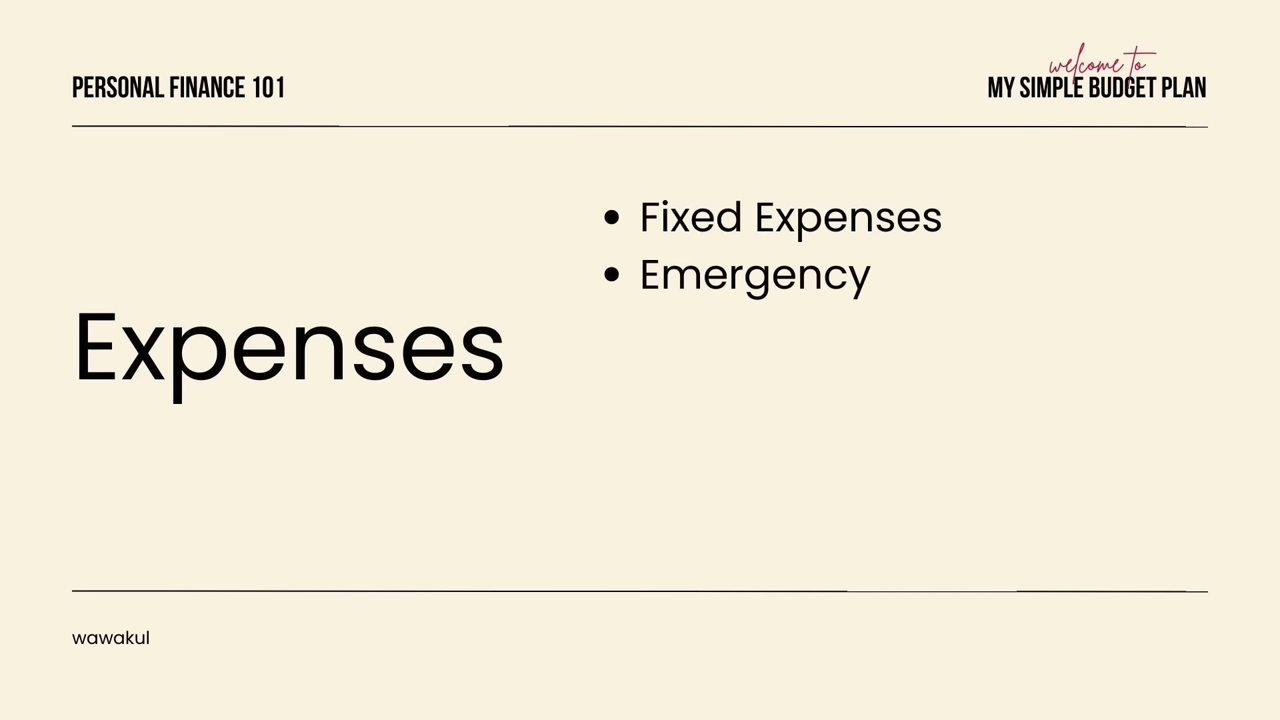 PERSONAL FINANCE 101
welcome to
MY SIMPLE BUDGET PLAN
Expenses
• Fixed Expenses
• Emergency
wawakul